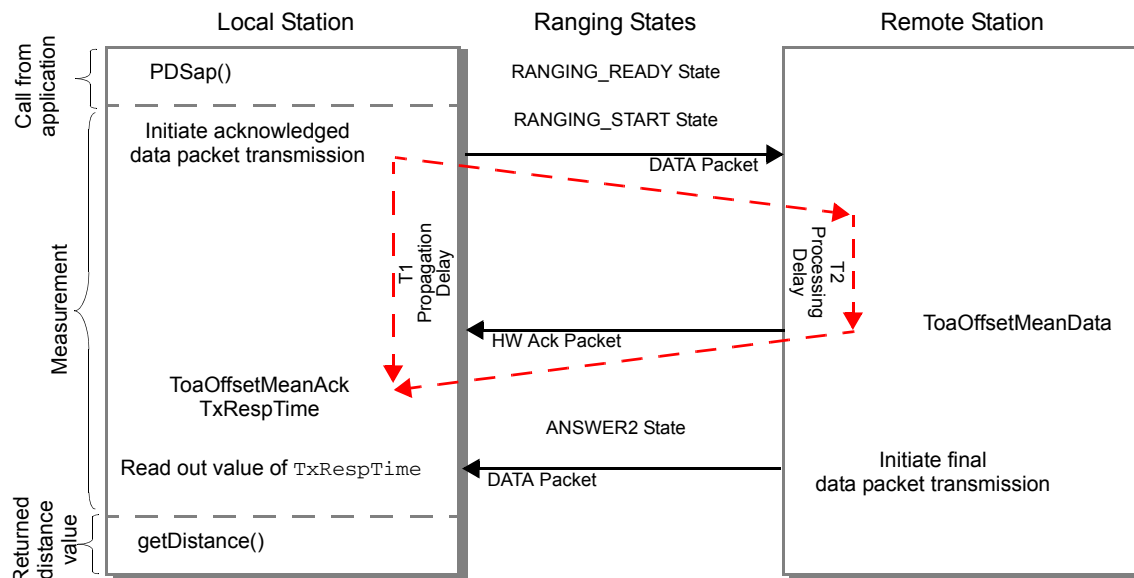 Local Station
Ranging States
Remote Station
Call from
application
PDSap()
RANGING_READY State
RANGING_START State
Measurement
Initiate acknowledged
data packet transmission
DATA Packet
T1
Propagation
Delay
T2
Processing
Delay
HW Ack Packet
ToaOffsetMeanData
ToaOffsetMeanAck
TxRespTime
ANSWER2 State
Read out value of TxRespTime
DATA Packet
Initiate final
data packet transmission
Returned
distance
value
getDistance()